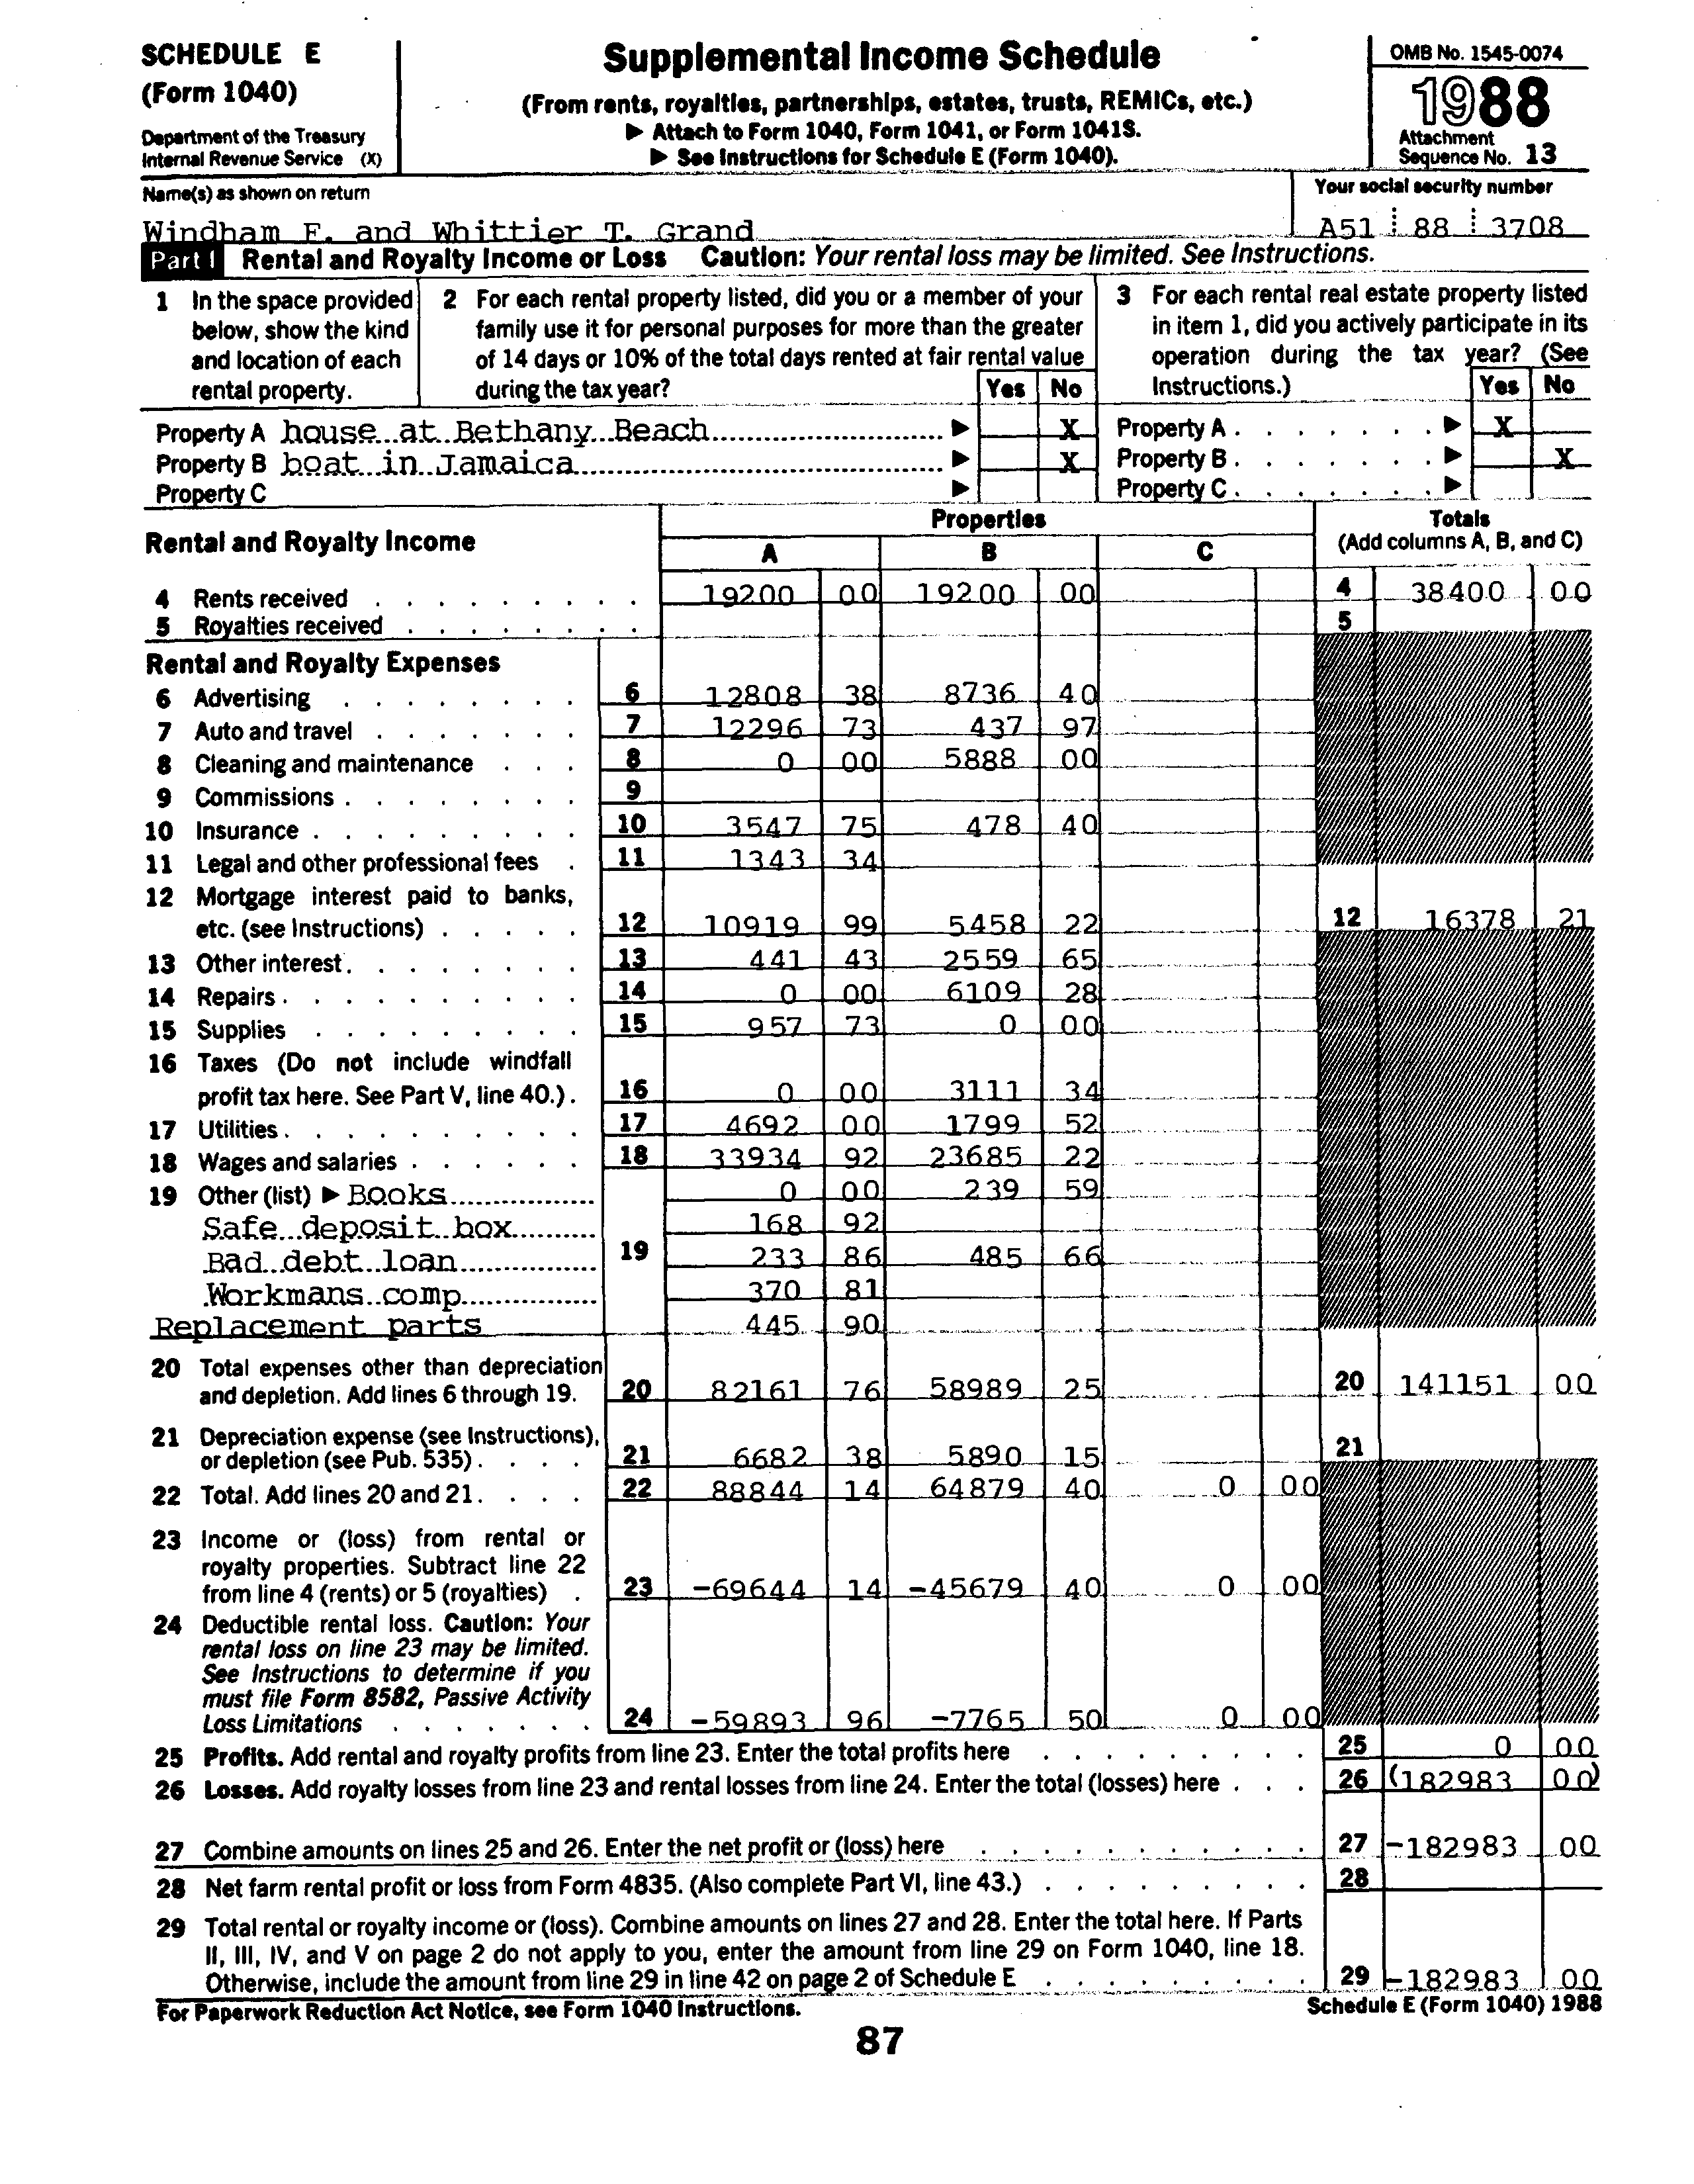 SCHEDULE E
(Form 1040)
Department of the Treasury
Internal Revenue Service (X)
Supplemental Income Schedule
(From rents, royalties, partnerships, estates, trusts, REMICs, etc.)
▶ Attach to Form 1040, Form 1041, or Form 1041S.
▶ See Instructions for Schedule E (Form 1040).
OMB No. 1545-0074
1988
Attachment
Sequence No. 13
Name(s) as shown on return
Windham F. and Whittier T. Grand
Your social security number
A51 88 3708
Part I Rental and Royalty Income or Loss Caution: Your rental loss may be limited. See Instructions.
1 In the space provided
below, show the kind
and location of each
rental property.
2 For each rental property listed, did you or a member of your
family use it for personal purposes for more than the greater
of 14 days or 10% of the total days rented at fair rental value
during the tax year? Yes No
3 For each rental real estate property listed
in item 1, did you actively participate in its
operation during the tax year? (See
Instructions.) Yes No
Property A house at Bethany Beach ▶ X Property A ▶ X
Property B boat in Jamaica ▶ X Property B ▶ X
Property C ▶ Property C ▶
Rental and Royalty Income
Properties
A B C
Totals
(Add columns A, B, and C)
4 Rents received 19200 00 19200 00 4 38400 00
5 Royalties received 5
Rental and Royalty Expenses
6 Advertising 6 12808 38 8736 40
7 Auto and travel 7 12296 73 437 97
8 Cleaning and maintenance 8 0 00 5888 00
9 Commissions 9
10 Insurance 10 3547 75 478 40
11 Legal and other professional fees 11 1343 34
12 Mortgage interest paid to banks,
etc. (see Instructions) 12 10919 99 5458 22 12 16378 21
13 Other interest 13 441 43 2559 65
14 Repairs 14 0 00 6109 28
15 Supplies 15 957 73 0 00
16 Taxes (Do not include windfall
profit tax here. See Part V, line 40.) 16 0 00 3111 34
17 Utilities 17 4692 00 1799 52
18 Wages and salaries 18 33934 92 23685 22
19 Other (list) ▶ Books 0 00 239 59
Safe deposit box 168 92
Bad debt loan 19 233 86 485 66
Workmans comp 370 81
Replacement parts 445 90
20 Total expenses other than depreciation
and depletion. Add lines 6 through 19. 20 82161 76 58989 25 20 141151 00
21 Depreciation expense (see Instructions),
or depletion (see Pub. 535) 21 6682 38 5890 15 21
22 Total. Add lines 20 and 21 22 88844 14 64879 40 0 00
23 Income or (loss) from rental or
royalty properties. Subtract line 22
from line 4 (rents) or 5 (royalties) 23 -69644 14 -45679 40 0 00
24 Deductible rental loss. Caution: Your
rental loss on line 23 may be limited.
See Instructions to determine if you
must file Form 8582, Passive Activity
Loss Limitations 24 -59893 96 -7765 50 0 00
25 Profits. Add rental and royalty profits from line 23. Enter the total profits here 25 0 00
26 Losses. Add royalty losses from line 23 and rental losses from line 24. Enter the total (losses) here 26 (182983 00)
27 Combine amounts on lines 25 and 26. Enter the net profit or (loss) here 27 -182983 00
28 Net farm rental profit or loss from Form 4835. (Also complete Part VI, line 43.) 28
29 Total rental or royalty income or (loss). Combine amounts on lines 27 and 28. Enter the total here. If Parts
II, III, IV, and V on page 2 do not apply to you, enter the amount from line 29 on Form 1040, line 18.
Otherwise, include the amount from line 29 in line 42 on page 2 of Schedule E 29 -182983 00
For Paperwork Reduction Act Notice, see Form 1040 Instructions. Schedule E (Form 1040) 1988
87